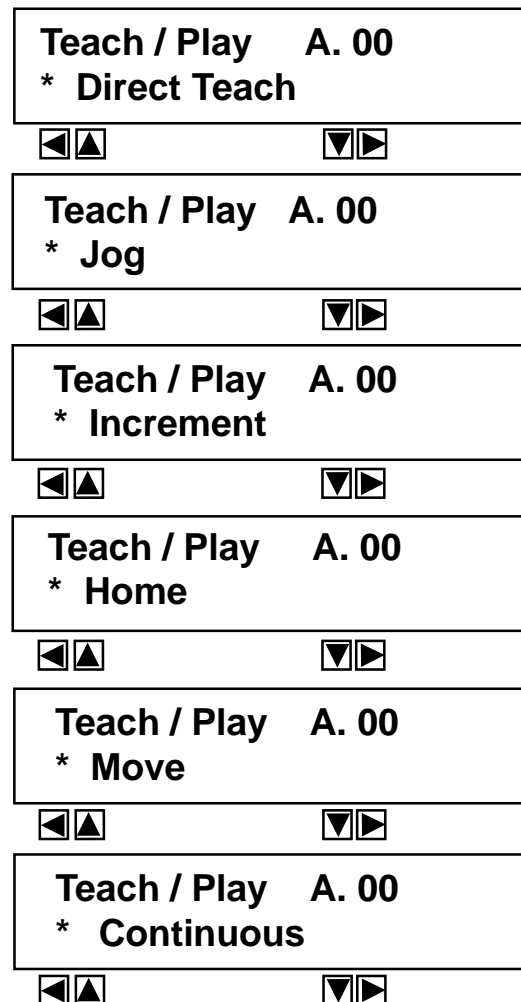 Teach / Play A. 00
* Direct Teach
Teach / Play A. 00
* Jog
Teach / Play A. 00
* Increment
Teach / Play A. 00
* Home
Teach / Play A. 00
* Move
Teach / Play A. 00
* Continuous